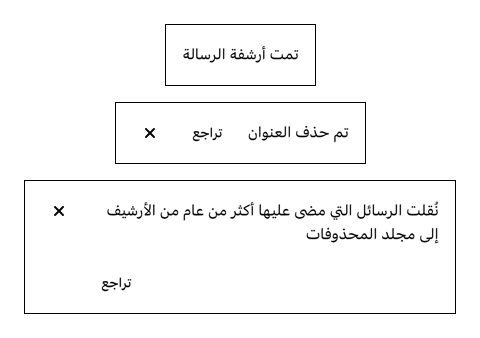 تمت أرشفة الرسالة
تم حذف العنوان تراجع ×
نُقلت الرسائل التي مضى عليها أكثر من عام من الأرشيف ×
إلى مجلد المحذوفات
تراجع